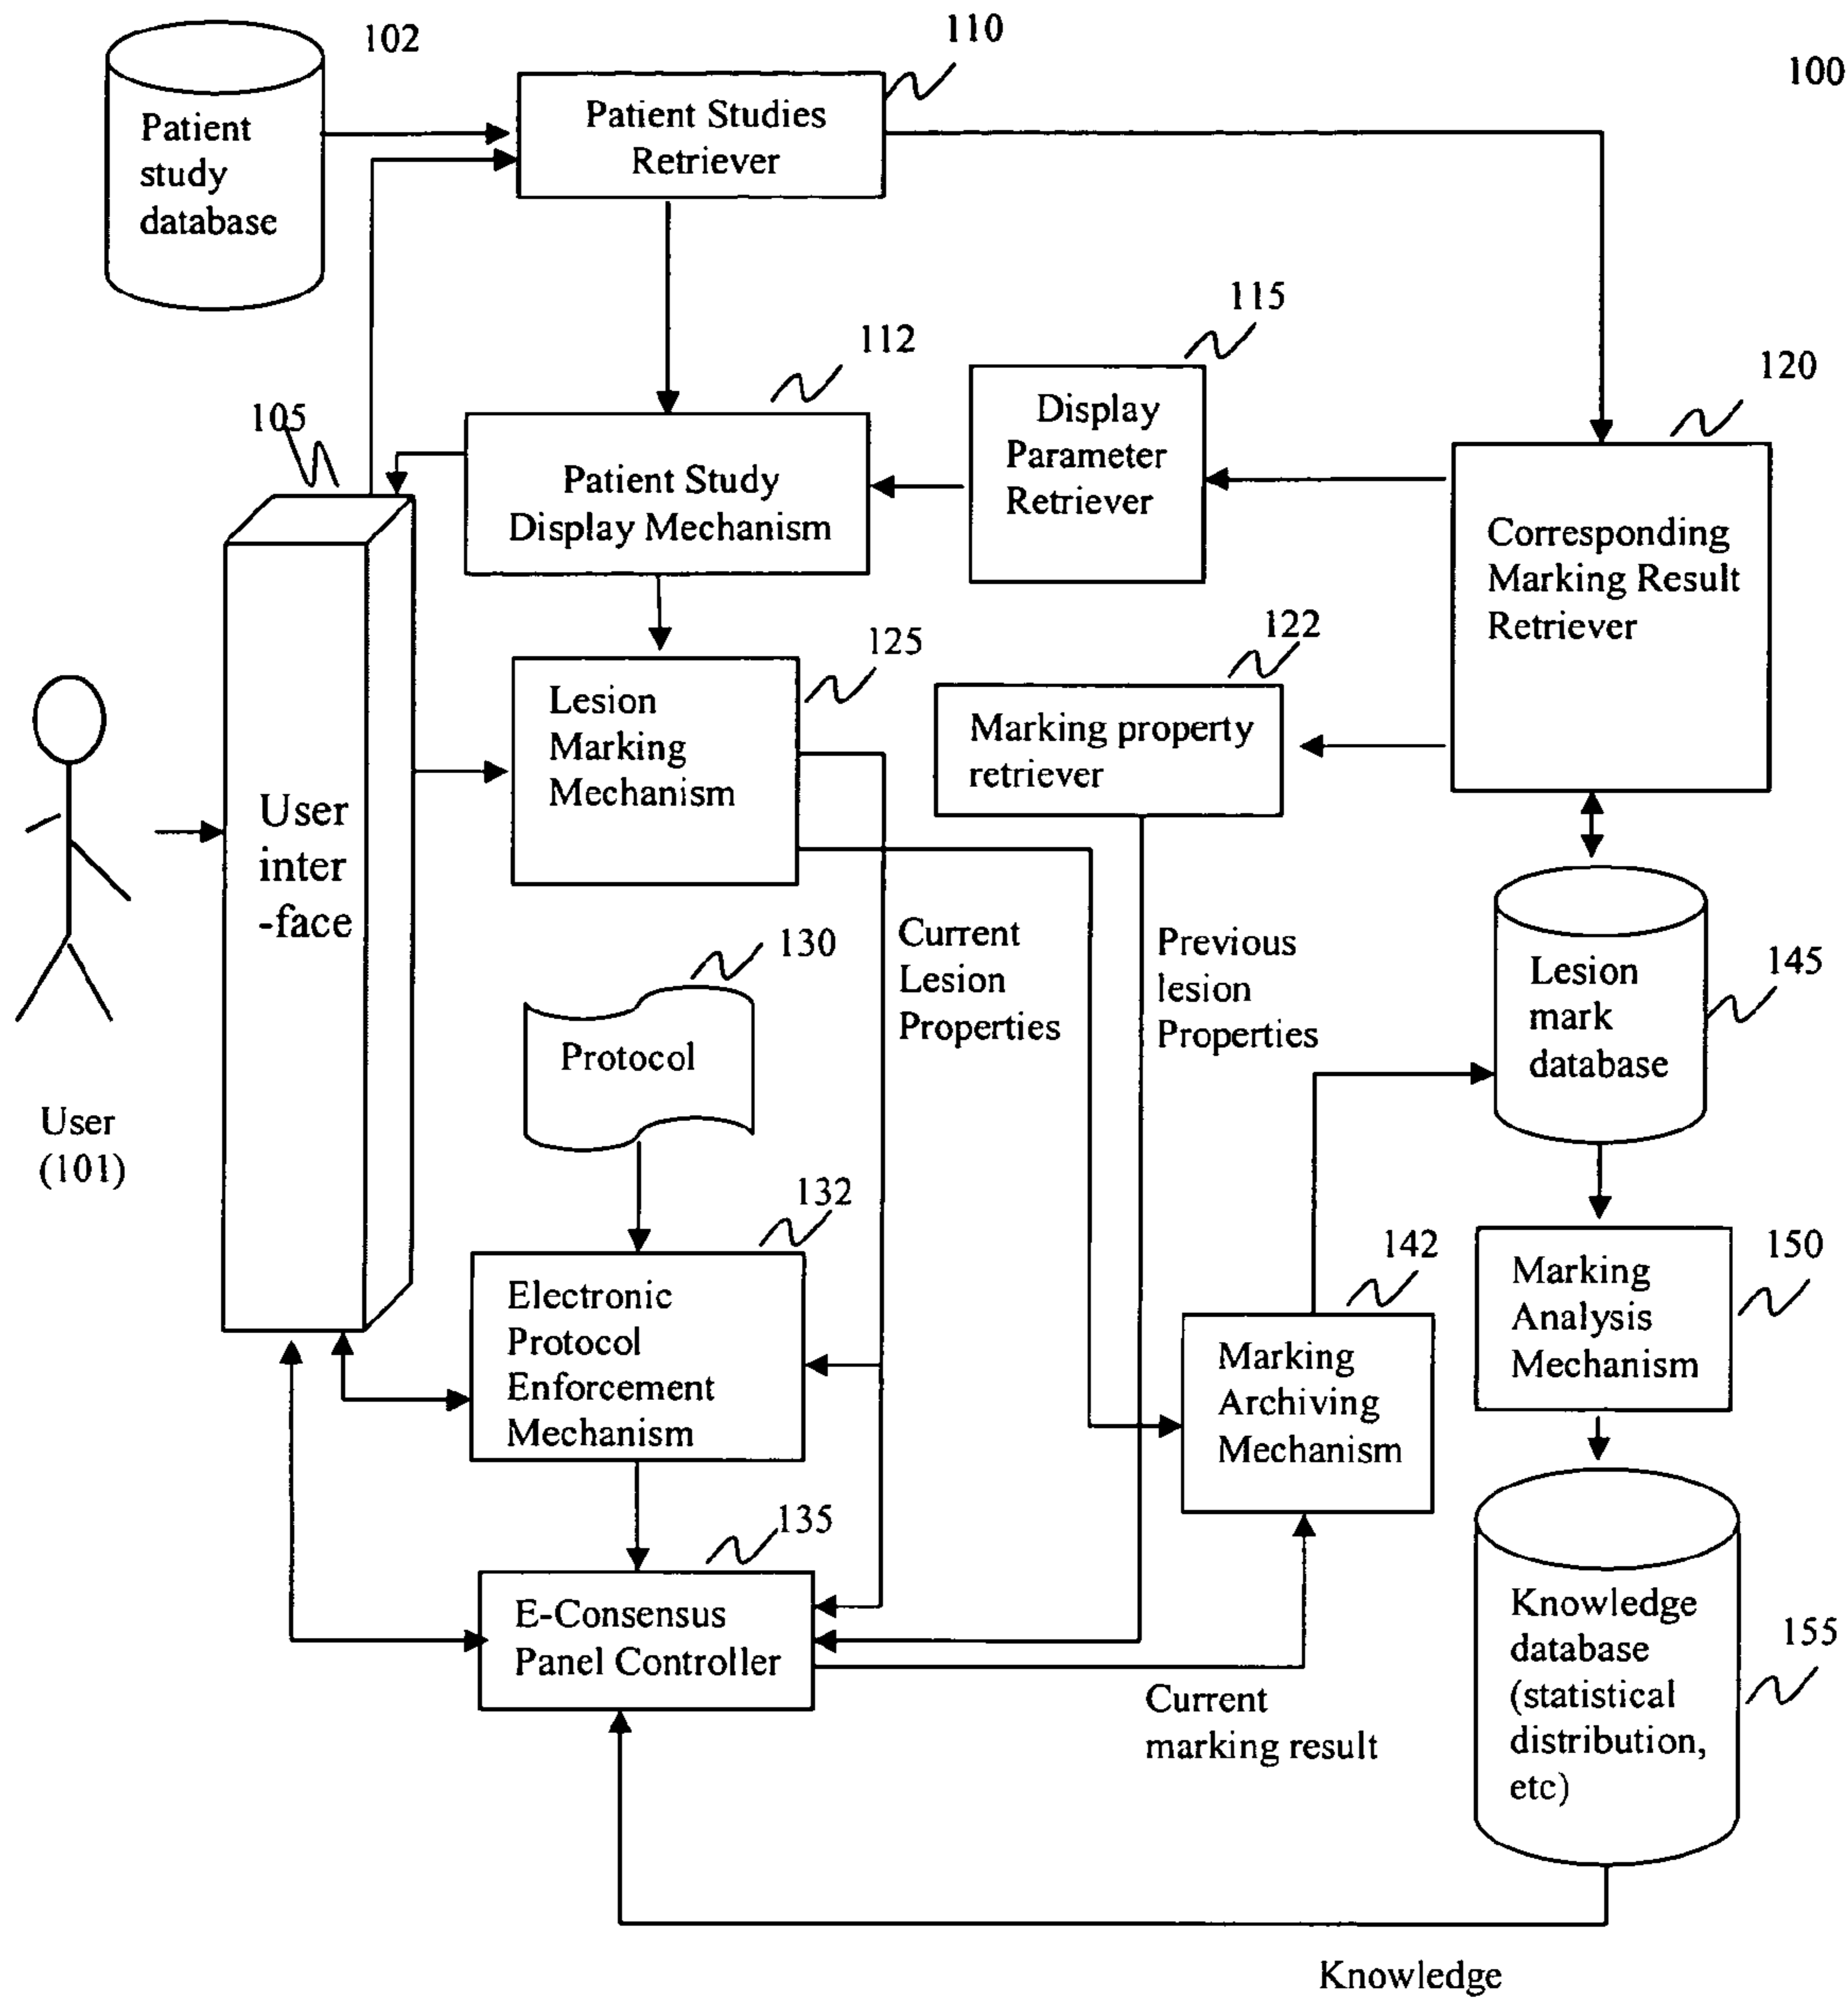 102
110
100
Patient
study
database
Patient Studies
Retriever
115
112
120
105
Display
Parameter
Retriever
Patient Study
Display Mechanism
Corresponding
Marking Result
Retriever
122
125
Lesion
Marking
Mechanism
Marking property
retriever
User
inter
-face
130
Current
Lesion
Properties
Previous
lesion
Properties
145
Lesion
mark
database
Protocol
User
(101)
132
142
150
Electronic
Protocol
Enforcement
Mechanism
Marking
Archiving
Mechanism
Marking
Analysis
Mechanism
135
E-Consensus
Panel Controller
Knowledge
database
(statistical
distribution,
etc)
155
Current
marking result
Knowledge